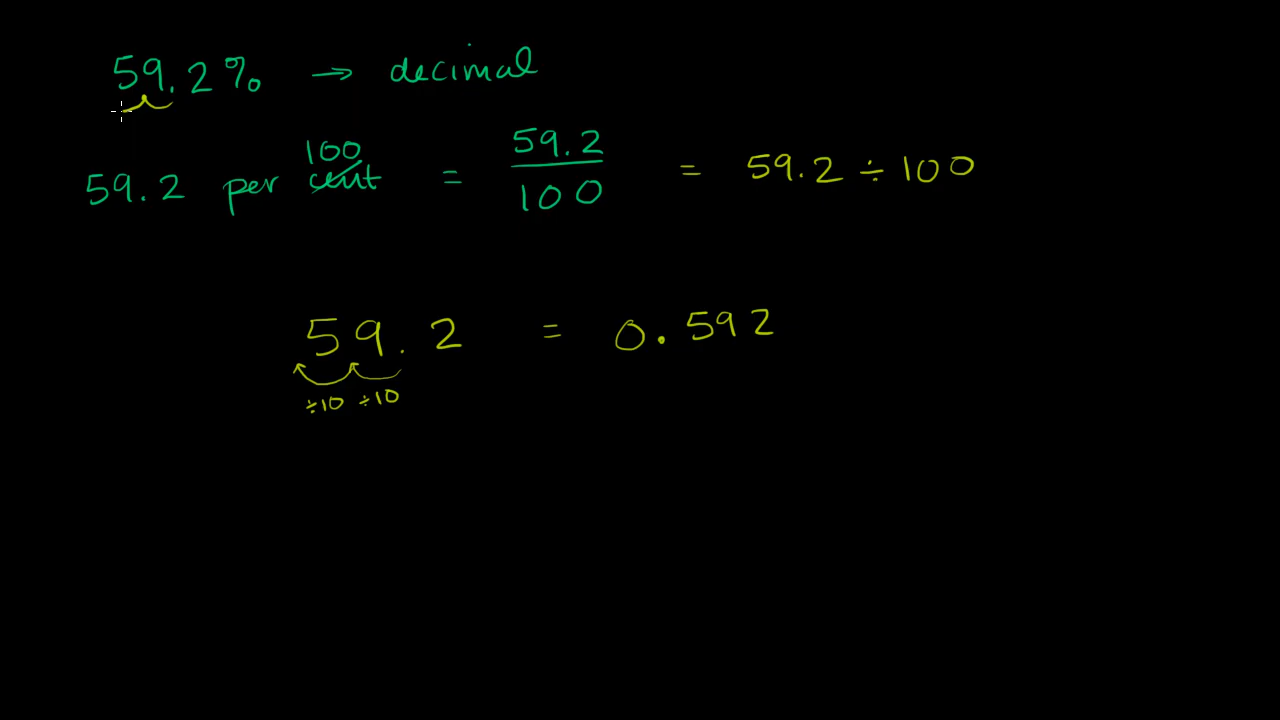 59.2% → decimal
100
59.2 per cent = 59.2/100 = 59.2 ÷ 100
59.2 = 0.592
÷10 ÷10